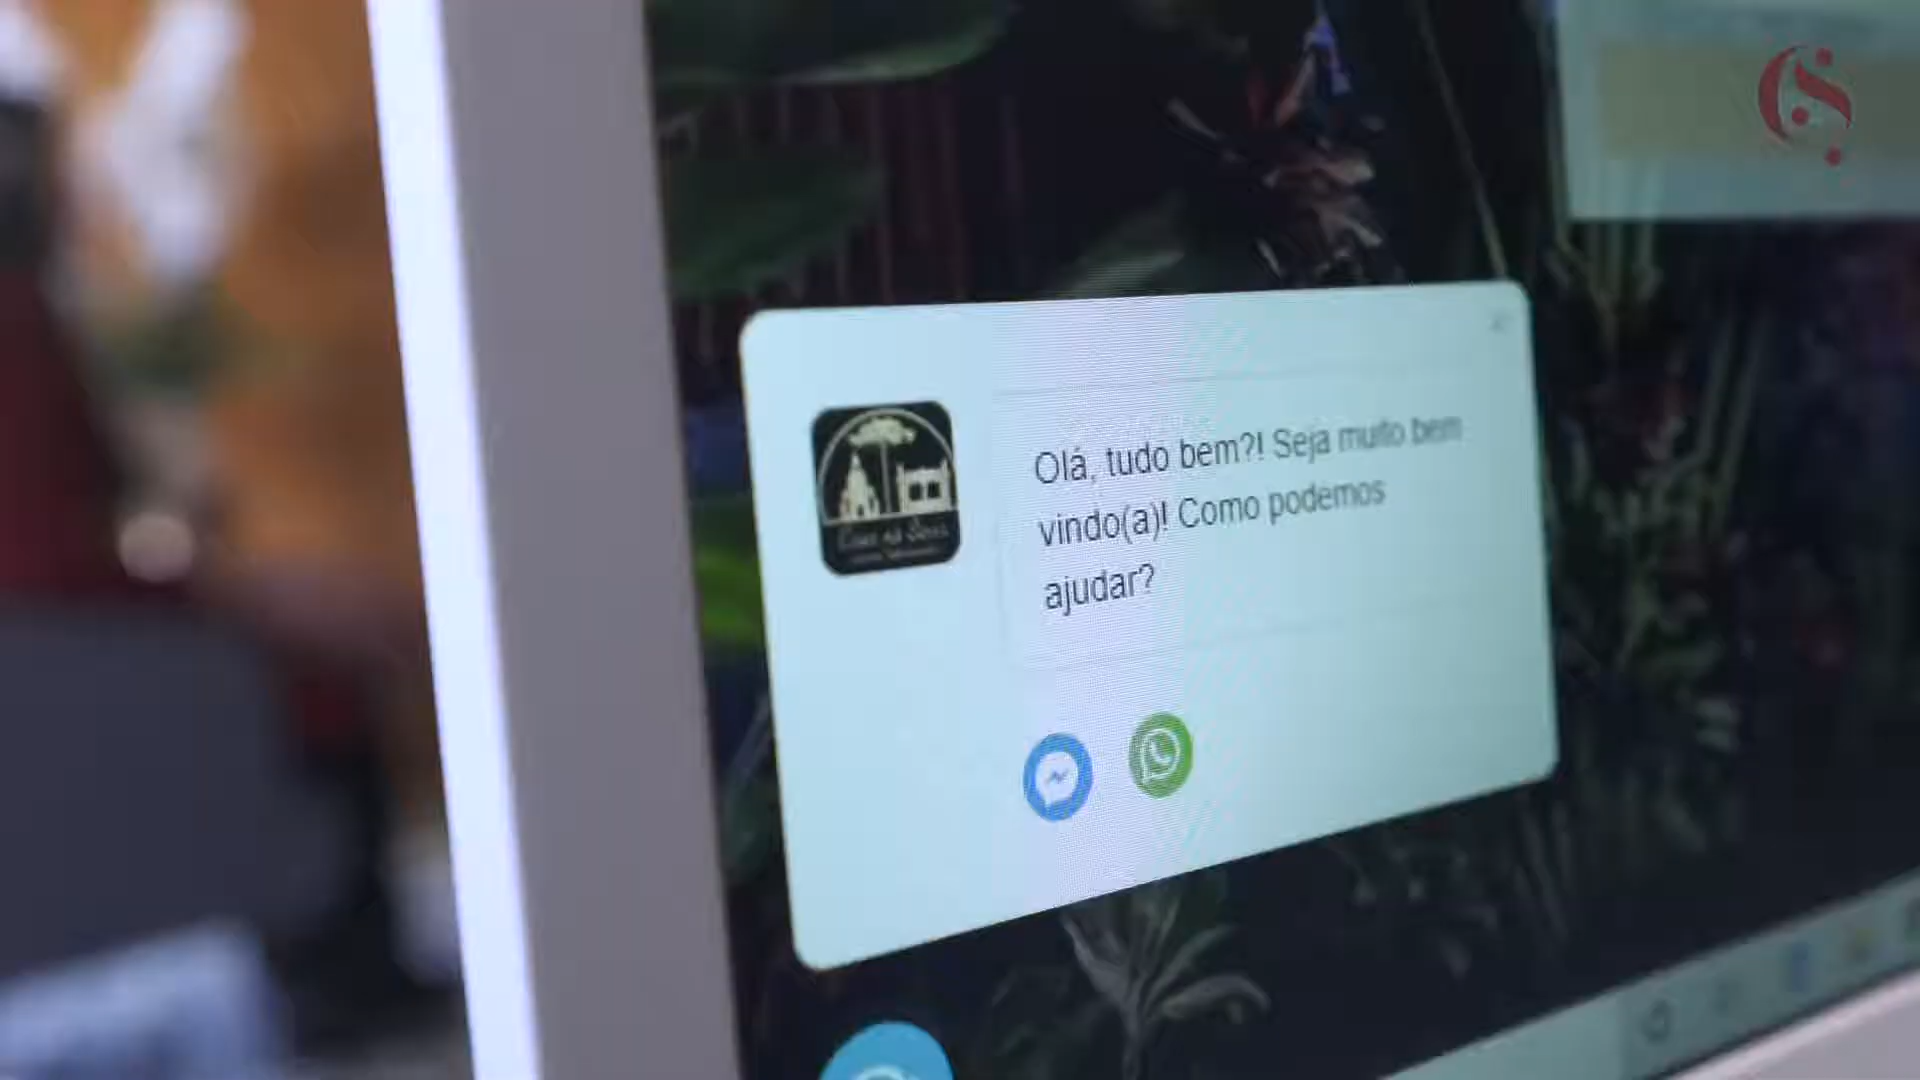 Olá, tudo bem?! Seja muito bem
vindo(a)! Como podemos
ajudar?